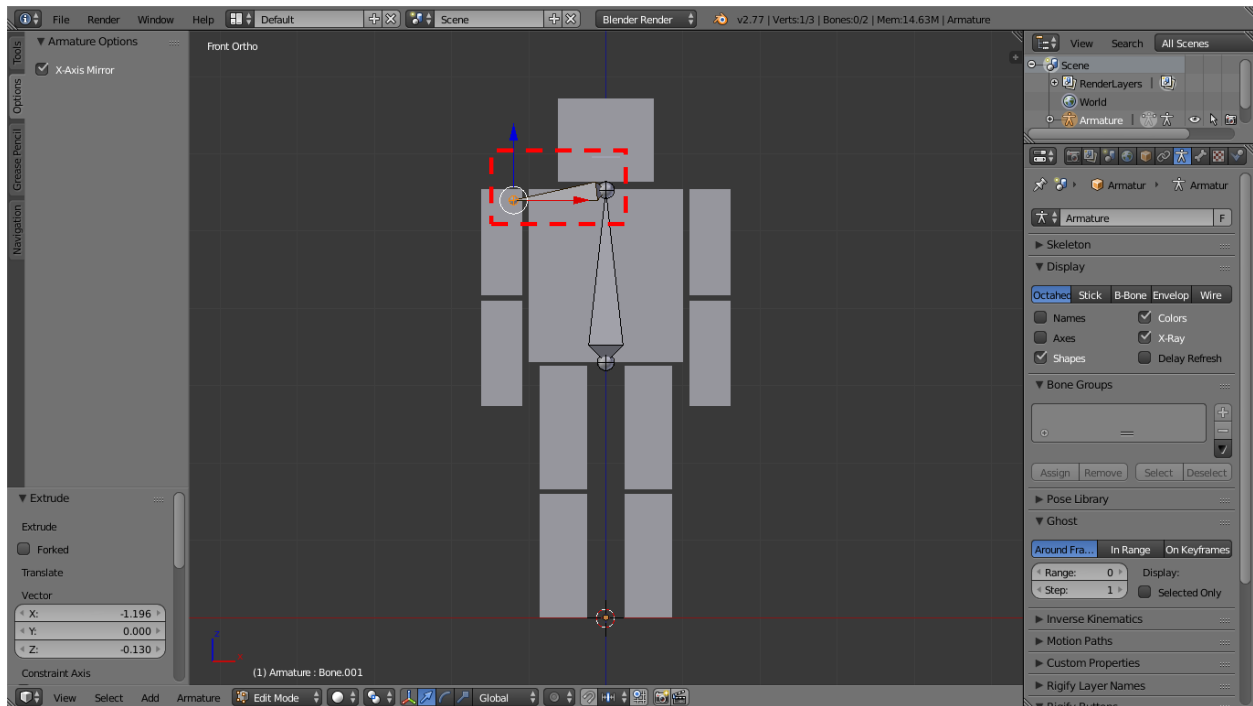 File Render Window Help Default Scene Blender Render v2.77 | Verts:1/3 | Bones:0/2 | Mem:14.63M | Armature
Tools
Options
Grease Pencil
Navigation
Armature Options
X-Axis Mirror
Extrude
Extrude
Forked
Translate
Vector
X: -1.196
Y: 0.000
Z: -0.130
Constraint Axis
Front Ortho
z
x
(1) Armature : Bone.001
View Select Add Armature Edit Mode Global
View Search All Scenes
Scene
RenderLayers |
World
Armature |
Armatur Armatur
Armature F
Skeleton
Display
Octahed Stick B-Bone Envelop Wire
Names Colors
Axes X-Ray
Shapes Delay Refresh
Bone Groups
Assign Remove Select Deselect
Pose Library
Ghost
Around Fra... In Range On Keyframes
Range: 0 Display:
Step: 1 Selected Only
Inverse Kinematics
Motion Paths
Custom Properties
Rigify Layer Names
Rigify Buttons